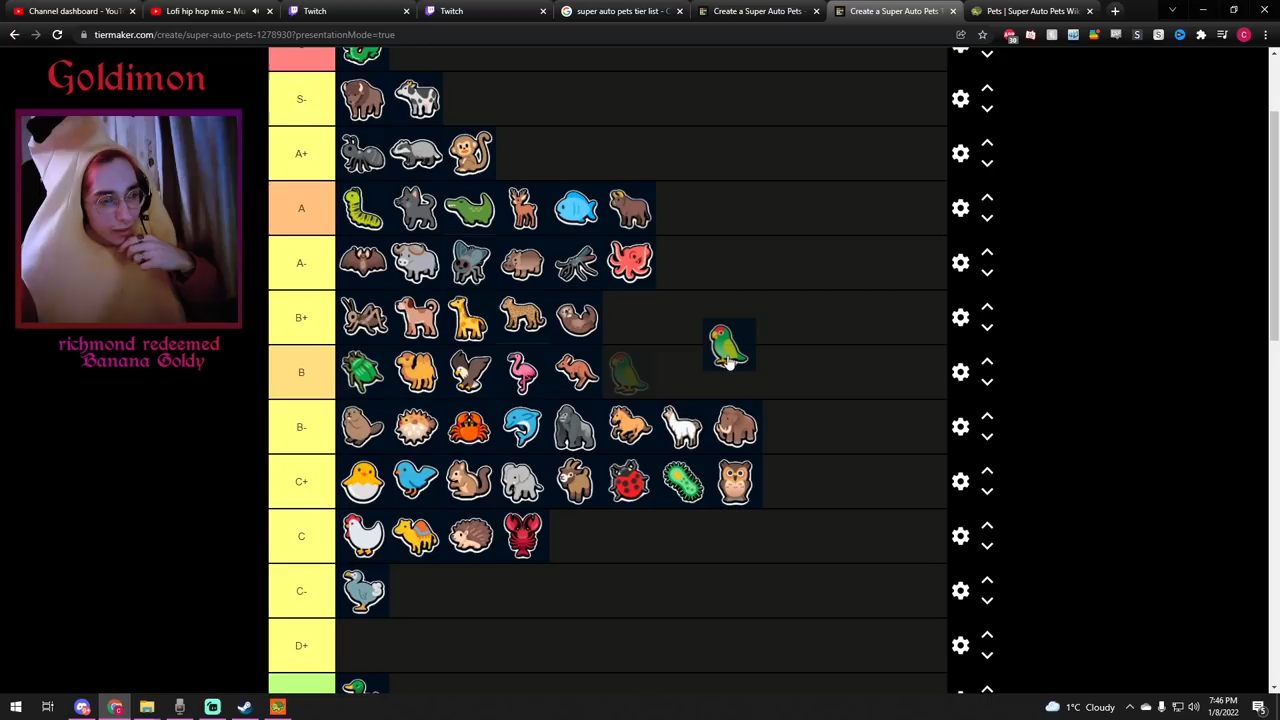 Channel dashboard - YouT
Lofi hip hop mix ~ Mu
Twitch
Twitch
super auto pets tier list - G
Create a Super Auto Pets
Create a Super Auto Pets T
Pets | Super Auto Pets Wiki
tiermaker.com/create/super-auto-pets-1278930?presentationMode=true
Goldimon
richmond redeemed
Banana Goldy
S-
A+
A
A-
B+
B
B-
C+
C
C-
D+
1°C Cloudy
7:46 PM
1/8/2022